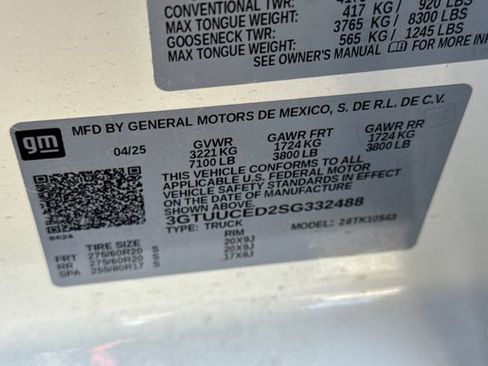 CONVENTIONAL TWR:
920 LBS
MAX TONGUE WEIGHT: 417 KG /
GOOSENECK TWR: 3765 KG / 8300 LBS
MAX TONGUE WEIGHT: 565 KG / 1245 LBS
SEE OWNER'S MANUAL FOR MORE INFO
gm
MFD BY GENERAL MOTORS DE MEXICO, S. DE R.L. DE C.V.
04/25 GVWR GAWR FRT GAWR RR
3221 KG 1724 KG 1724 KG
7100 LB 3800 LB 3800 LB
THIS VEHICLE CONFORMS TO ALL
APPLICABLE U.S. FEDERAL MOTOR
VEHICLE SAFETY STANDARDS IN EFFECT
ON THE DATE OF MANUFACTURE
SHOWN ABOVE.
3GTUUCED2SG332488
TYPE: TRUCK MODEL: 28TK10543
B624
TIRE SIZE RIM
FRT 275/60R20 S 20X9J
RR 275/60R20 S 20X9J
SPA 255/80R17 S 17X8J